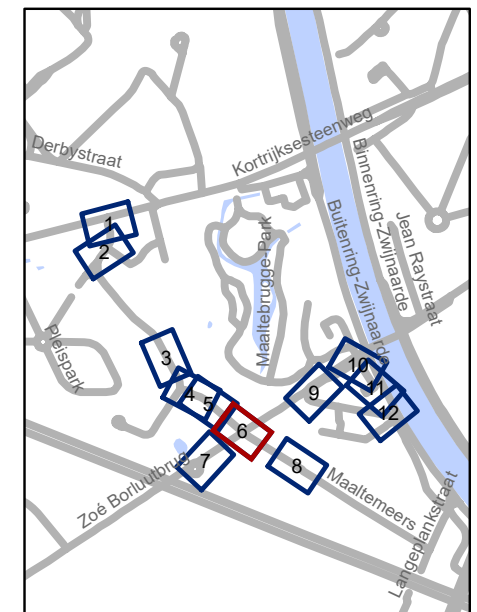 Kortrijksesteenweg
Derbystraat
Binnenring-Zwijnaarde
Jean Raystraat
Buitenring-Zwijnaarde
Maaltebrugge-Park
1
2
Pleispark
3
4
5
6
7
8
9
10
11
12
Zoé Borluutbrug
Maaltemeers
Langeplankstraat